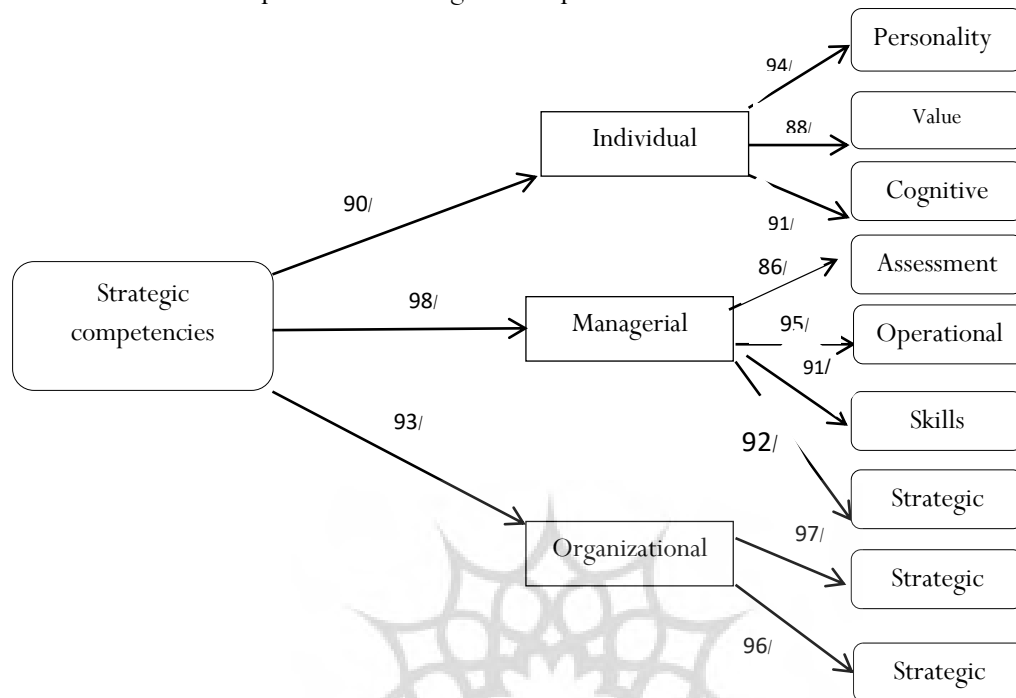 Personality
94/
Individual
88/
Value
90/
91/
Cognitive
86/
Assessment
Strategic
competencies
98/
Managerial
95/
Operational
91/
Skills
93/
92/
Strategic
Organizational
97/
Strategic
96/
Strategic